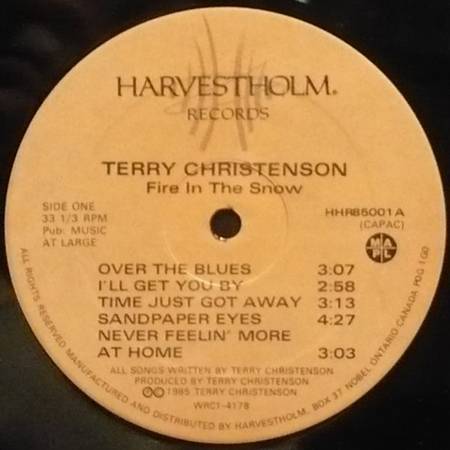 HARVESTHOLM®
RECORDS
TERRY CHRISTENSON
Fire In The Snow
SIDE ONE
33 1/3 RPM
Pub: MUSIC
AT LARGE
HHR85001A
(CAPAC)
MAPL
OVER THE BLUES 3:07
I'LL GET YOU BY 2:58
TIME JUST GOT AWAY 3:13
SANDPAPER EYES 4:27
NEVER FEELIN' MORE
AT HOME 3:03
ALL SONGS WRITTEN BY TERRY CHRISTENSON
PRODUCED BY TERRY CHRISTENSON
©℗1985 TERRY CHRISTENSON
WRC1-4178
ALL RIGHTS RESERVED MANUFACTURED AND DISTRIBUTED BY HARVESTHOLM, BOX 37 NOBEL ONTARIO CANADA POG 1GO